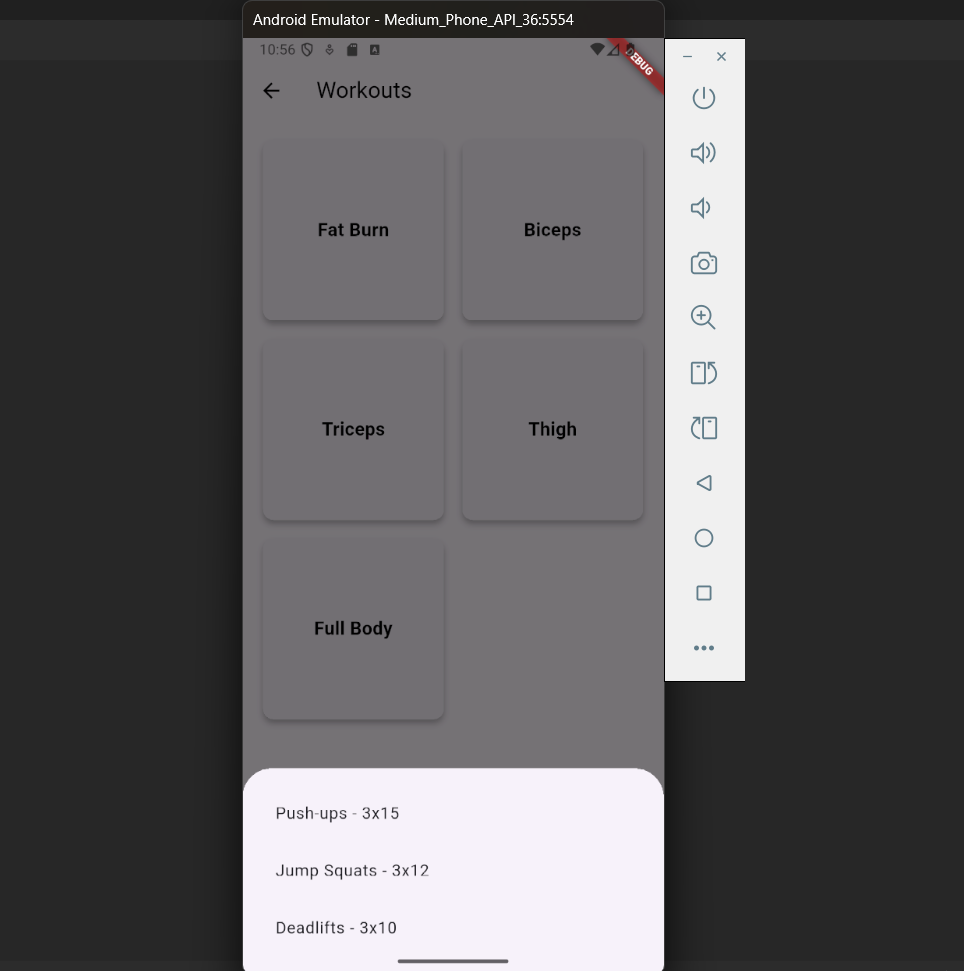 Android Emulator - Medium_Phone_API_36:5554
10:56
A
DEBUG
Workouts
Fat Burn
Biceps
Triceps
Thigh
Full Body
Push-ups - 3x15
Jump Squats - 3x12
Deadlifts - 3x10